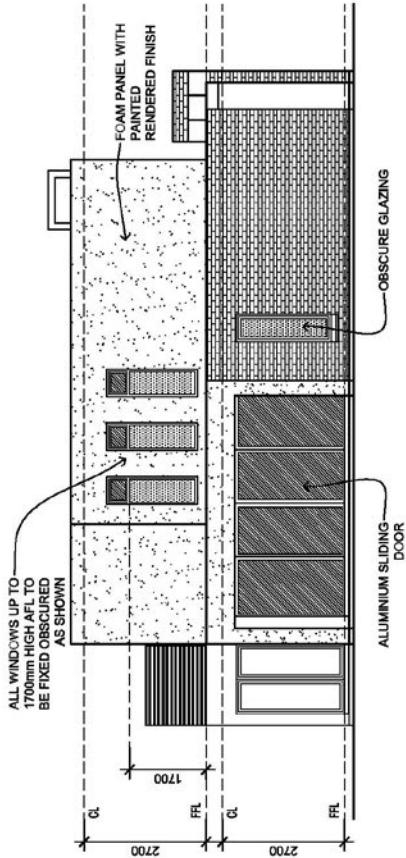 ALL WINDOWS UP TO
1700mm HIGH AFL TO
BE FIXED OBSCURED
AS SHOWN
FOAM PANEL WITH
PAINTED
RENDERED FINISH
CL
1700
2700
FFL
CL
2700
FFL
ALUMINIUM SLIDING
DOOR
OBSCURE GLAZING